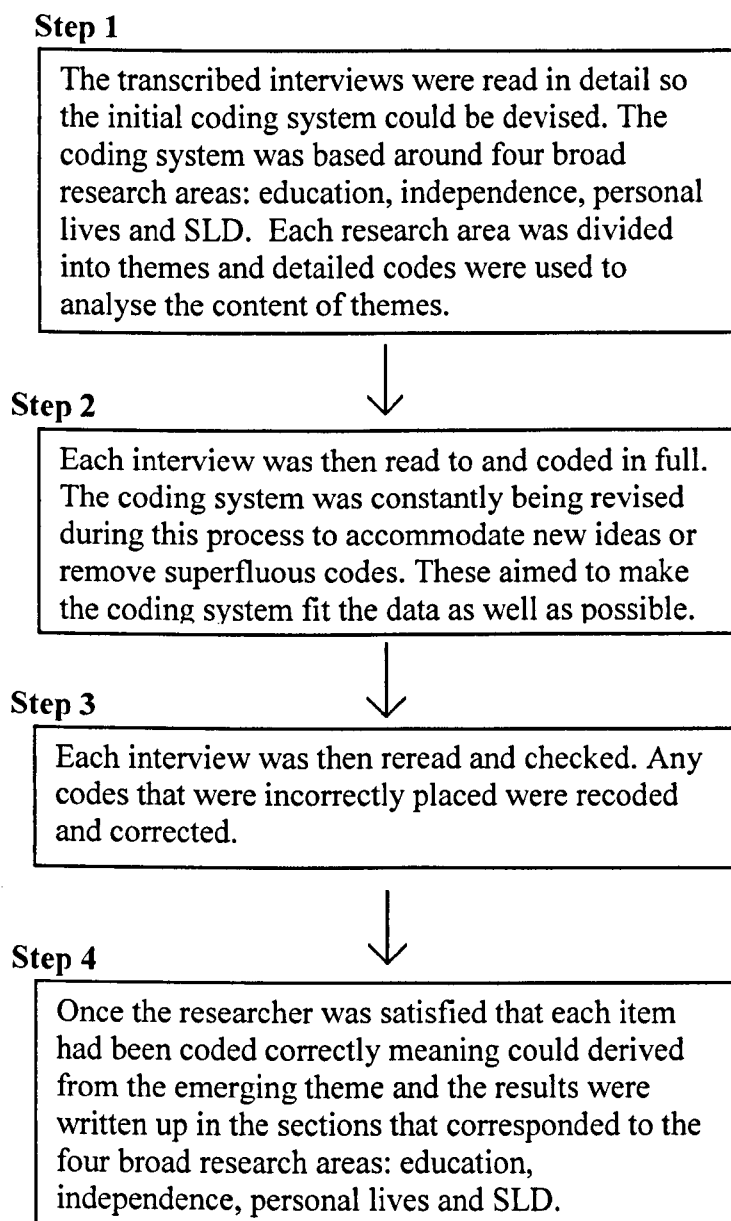 Step 1
The transcribed interviews were read in detail so
the initial coding system could be devised. The
coding system was based around four broad
research areas: education, independence, personal
lives and SLD. Each research area was divided
into themes and detailed codes were used to
analyse the content of themes.
Step 2
Each interview was then read to and coded in full.
The coding system was constantly being revised
during this process to accommodate new ideas or
remove superfluous codes. These aimed to make
the coding system fit the data as well as possible.
Step 3
Each interview was then reread and checked. Any
codes that were incorrectly placed were recoded
and corrected.
Step 4
Once the researcher was satisfied that each item
had been coded correctly meaning could derived
from the emerging theme and the results were
written up in the sections that corresponded to the
four broad research areas: education,
independence, personal lives and SLD.